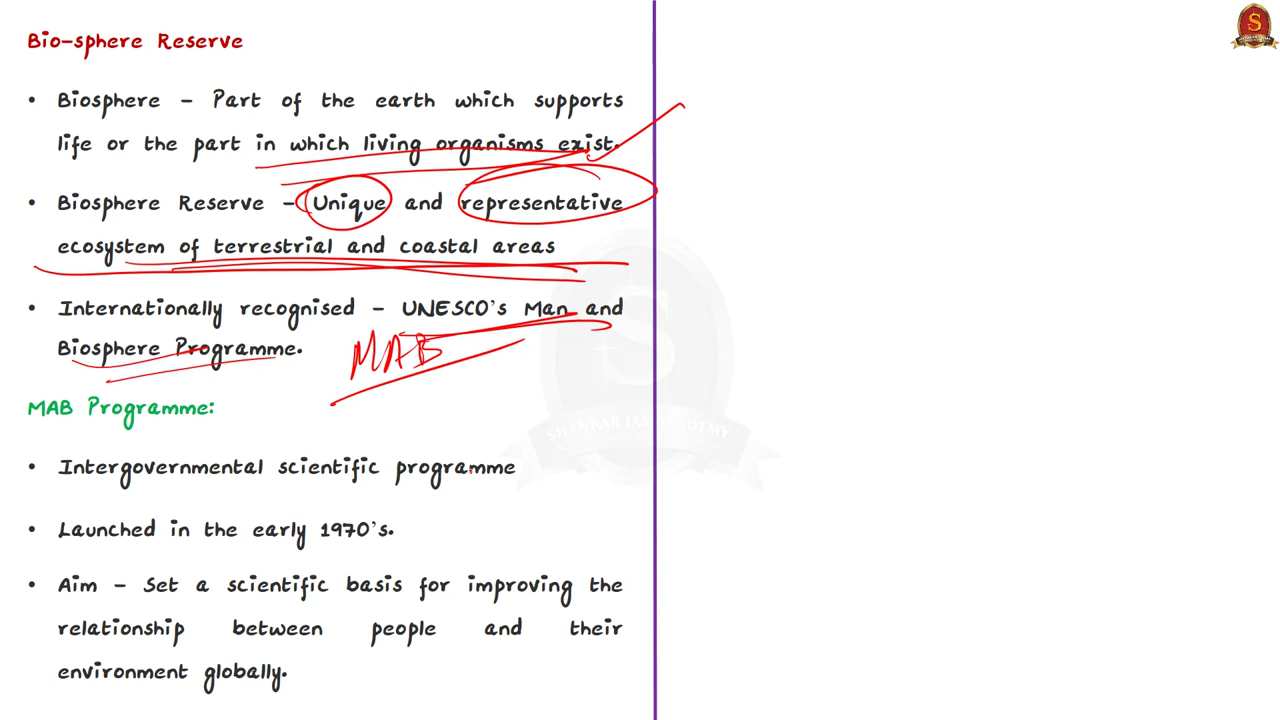 Bio-sphere Reserve
• Biosphere – Part of the earth which supports
life or the part in which living organisms exist.
• Biosphere Reserve – Unique and representative
ecosystem of terrestrial and coastal areas
• Internationally recognised – UNESCO's Man and
Biosphere Programme.
MAB
MAB Programme:
• Intergovernmental scientific programme
• Launched in the early 1970's.
• Aim – Set a scientific basis for improving the
relationship between people and their
environment globally.
S
S
SHANKAR IAS ACADEMY